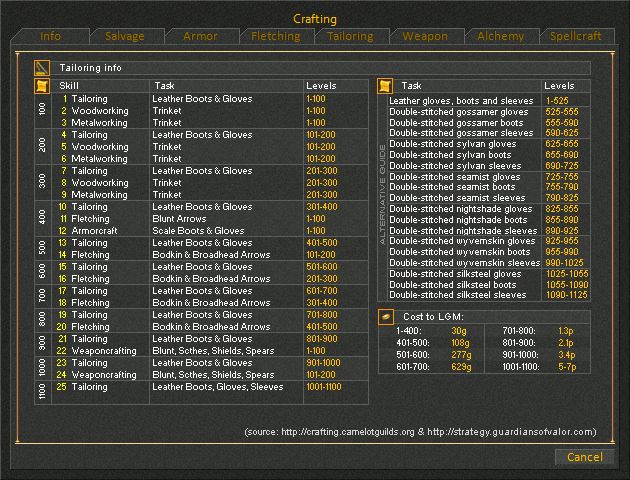 Crafting
Info Salvage Armor Fletching Tailoring Weapon Alchemy Spellcraft
Tailoring info
Skill Task Levels
100
1 Tailoring Leather Boots & Gloves 1-100
2 Woodworking Trinket 1-100
3 Metalworking Trinket 1-100
200
4 Tailoring Leather Boots & Gloves 101-200
5 Woodworking Trinket 101-200
6 Metalworking Trinket 101-200
300
7 Tailoring Leather Boots & Gloves 201-300
8 Woodworking Trinket 201-300
9 Metalworking Trinket 201-300
400
10 Tailoring Leather Boots & Gloves 301-400
11 Fletching Blunt Arrows 1-100
12 Armorcraft Scale Boots & Gloves 1-100
500
13 Tailoring Leather Boots & Gloves 401-500
14 Fletching Bodkin & Broadhead Arrows 101-200
600
15 Tailoring Leather Boots & Gloves 501-600
16 Fletching Bodkin & Broadhead Arrows 201-300
700
17 Tailoring Leather Boots & Gloves 601-700
18 Fletching Bodkin & Broadhead Arrows 301-400
800
19 Tailoring Leather Boots & Gloves 701-800
20 Fletching Bodkin & Broadhead Arrows 401-500
900
21 Tailoring Leather Boots & Gloves 801-900
22 Weaponcrafting Blunt, Scthes, Shields, Spears 1-100
1000
23 Tailoring Leather Boots & Gloves 901-1000
24 Weaponcrafting Blunt, Scthes, Shields, Spears 101-200
1100
25 Tailoring Leather Boots, Gloves, Sleeves 1001-1100
Task Levels
ALTERNATIVE GUIDE
Leather gloves, boots and sleeves 1-525
Double-stitched gossamer gloves 525-555
Double-stitched gossamer boots 555-590
Double-stitched gossamer sleeves 590-625
Double-stitched sylvan gloves 625-655
Double-stitched sylvan boots 655-690
Double-stitched sylvan sleeves 690-725
Double-stitched seamist gloves 725-755
Double-stitched seamist boots 755-790
Double-stitched seamist sleeves 790-825
Double-stitched nightshade gloves 825-855
Double-stitched nightshade boots 855-890
Double-stitched nightshade sleeves 890-925
Double-stitched wyvernskin gloves 925-955
Double-stitched wyvernskin boots 955-990
Double-stitched wyvernskin sleeves 990-1025
Double-stitched silksteel gloves 1025-1055
Double-stitched silksteel boots 1055-1090
Double-stitched silksteel sleeves 1090-1125
Cost to LGM:
1-400: 30g 701-800: 1.3p
401-500: 108g 801-900: 2.1p
501-600: 277g 901-1000: 3.4p
601-700: 629g 1001-1100: 5-7p
(source: http://crafting.camelotguilds.org & http://strategy.guardiansofvalor.com)
Cancel